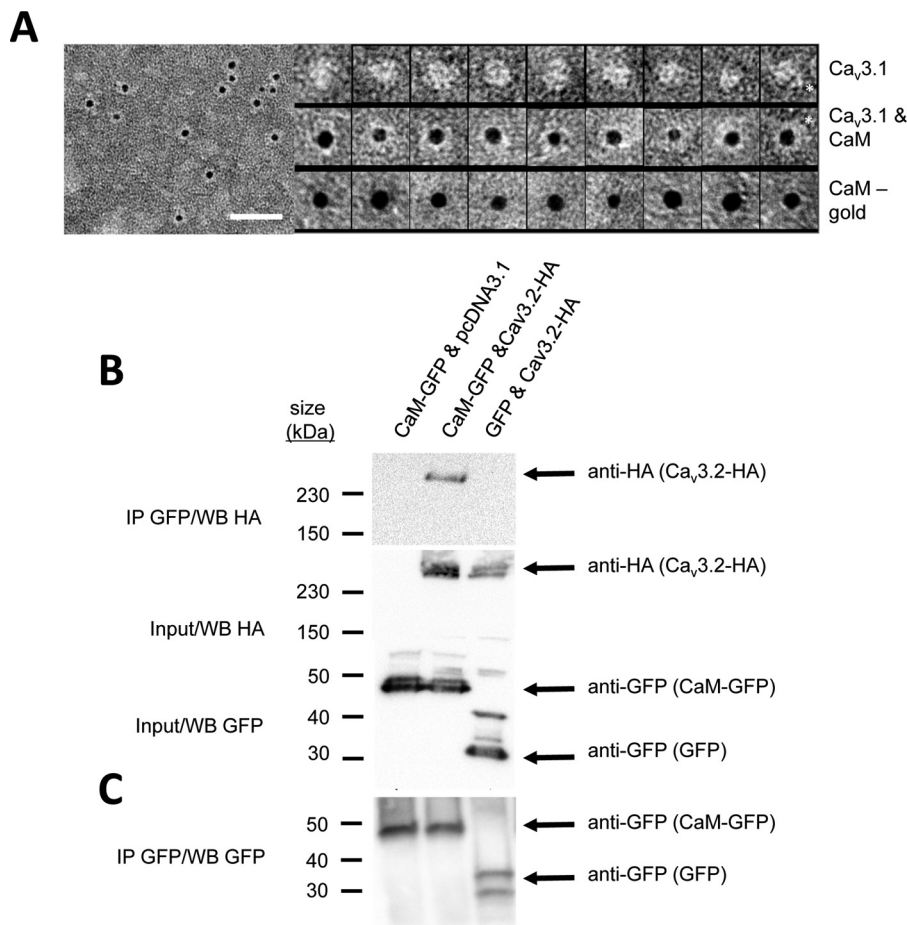 A
Cav3.1
*
Cav3.1 &
CaM
*
CaM –
gold
B
size
(kDa)
CaM-GFP & pcDNA3.1
CaM-GFP &Cav3.2-HA
GFP & Cav3.2-HA
anti-HA (Cav3.2-HA)
230
IP GFP/WB HA
150
anti-HA (Cav3.2-HA)
230
Input/WB HA
150
50
anti-GFP (CaM-GFP)
40
Input/WB GFP
30
anti-GFP (GFP)
C
50
anti-GFP (CaM-GFP)
IP GFP/WB GFP
40
anti-GFP (GFP)
30